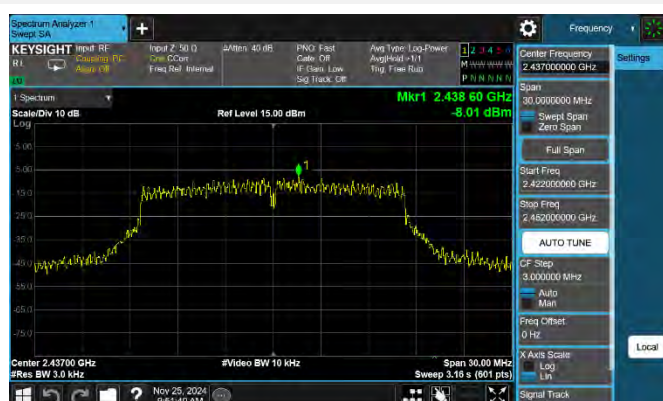 Spectrum Analyzer 1
Swept SA
+
Frequency
KEYSIGHT Input: RF
Input Z: 50 Ω
#Atten: 40 dB
PNO: Fast
Avg Type: Log-Power
1 2 3 4 5 6
RL
Coupling: DC
Corr CCorr
Gate: Off
Avg|Hold >1/1
M W W W W W
Align: Off
Freq Ref: Internal
IF Gain: Low
Trig: Free Run
Sig Track: Off
P N N N N N
1 Spectrum
Mkr1 2.438 60 GHz
Scale/Div 10 dB
Ref Level 15.00 dBm
-8.01 dBm
Log
5.00
-5.00
-15.0
-25.0
-35.0
-45.0
-55.0
-65.0
-75.0
1
Center 2.43700 GHz
#Video BW 10 kHz
Span 30.00 MHz
#Res BW 3.0 kHz
Sweep 3.16 s (601 pts)
Center Frequency
2.437000000 GHz
Settings
Span
30.0000000 MHz
Swept Span
Zero Span
Full Span
Start Freq
2.422000000 GHz
Stop Freq
2.452000000 GHz
AUTO TUNE
CF Step
3.000000 MHz
Auto
Man
Freq Offset
0 Hz
X Axis Scale
Log
Lin
Local
Signal Track
?
Nov 25, 2024